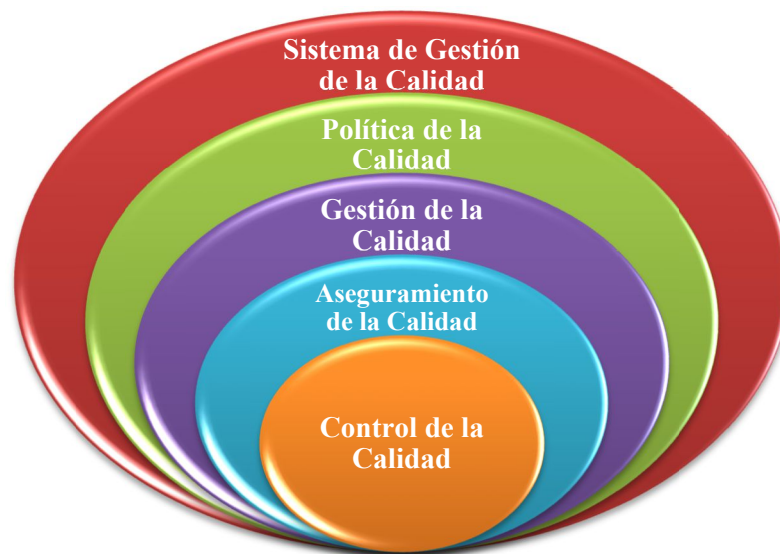 Sistema de Gestión
de la Calidad
Política de la
Calidad
Gestión de la
Calidad
Aseguramiento
de la Calidad
Control de la
Calidad